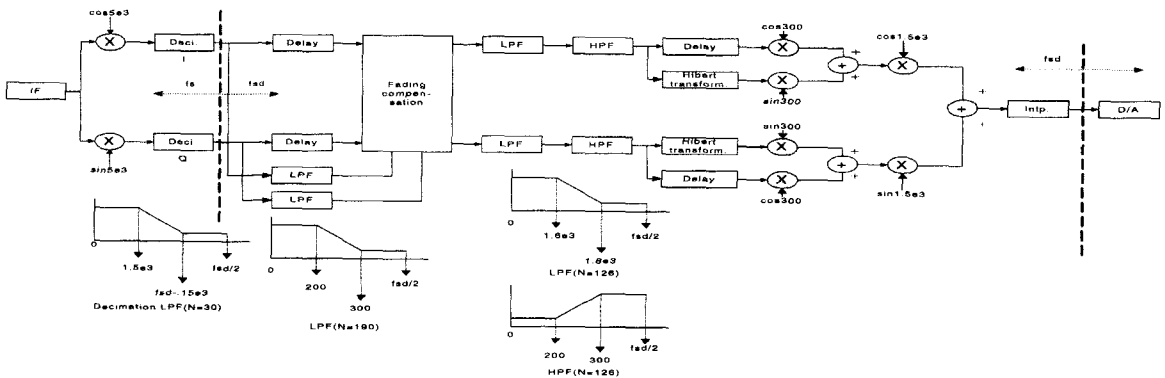 cos5e3
Deci.
I
Delay
Fading
compen-
sation
LPF
HPF
Delay
cos300
Hibert
transform.
sin300
+
+
+
cos1.5e3
fs
fsd
IF
fsd
+
+
+
Intp.
D/A
Deci
Q
sin5e3
Delay
LPF
LPF
LPF
HPF
sin300
Hibert
transform.
Delay
cos300
+
+
+
sin1.5e3
0
1.5e3
fsd/2
fsd-.15e3
Decimation LPF(N=30)
0
200
fsd/2
300
LPF(N=190)
0
1.6e3
fsd/2
1.8e3
LPF(N=126)
0
200
300
fsd/2
HPF(N=126)